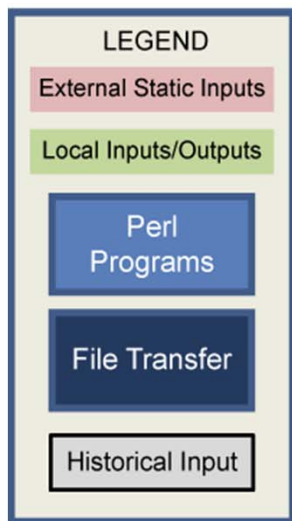 LEGEND
External Static Inputs
Local Inputs/Outputs
Perl
Programs
File Transfer
Historical Input